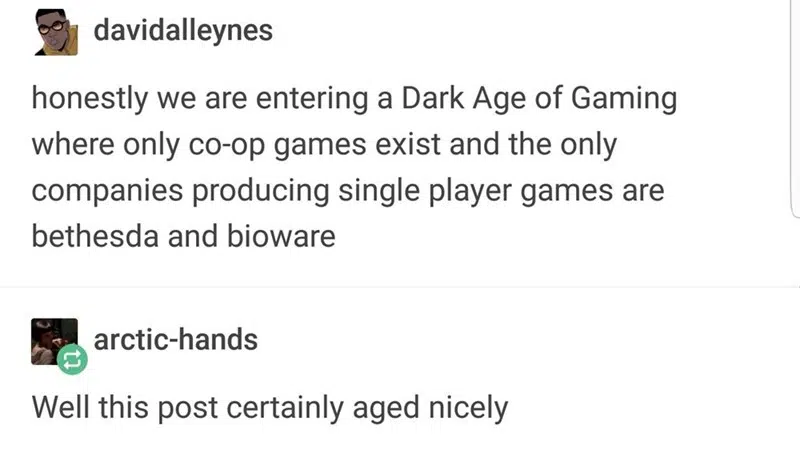 davidalleynes
honestly we are entering a Dark Age of Gaming
where only co-op games exist and the only
companies producing single player games are
bethesda and bioware
arctic-hands
Well this post certainly aged nicely